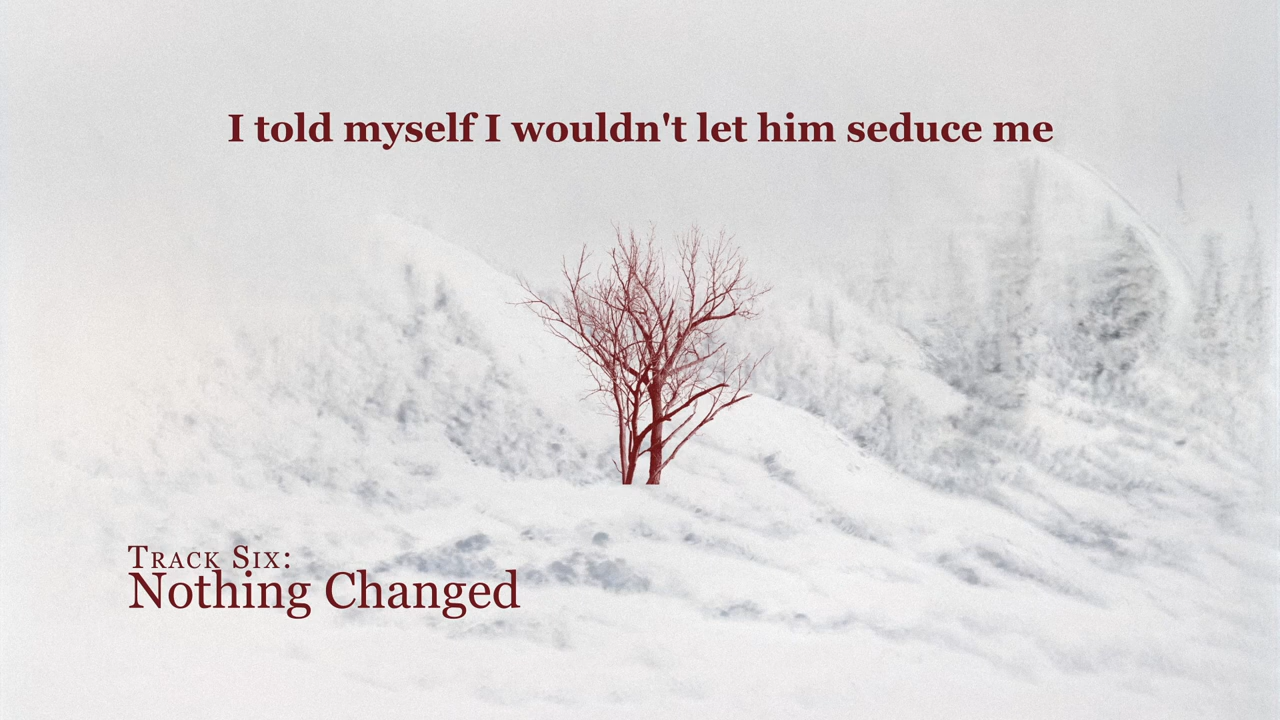 I told myself I wouldn't let him seduce me
Track Six:
Nothing Changed